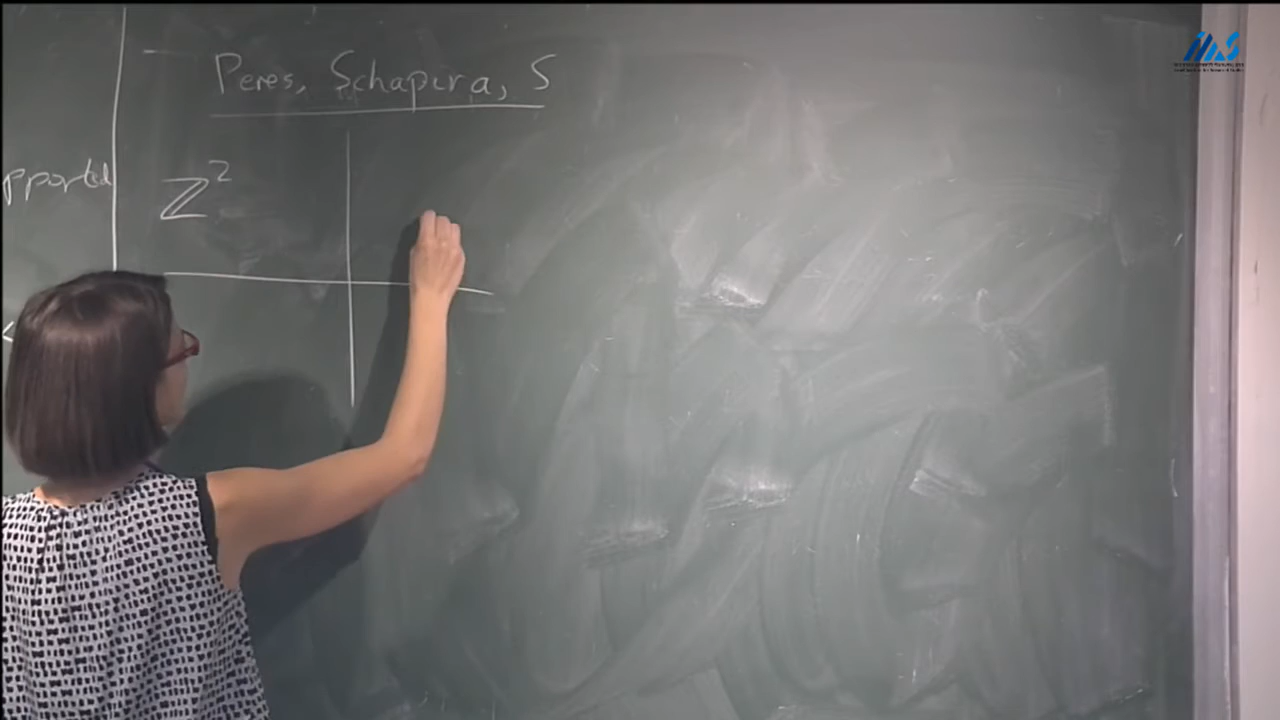 Peres, Schapira, S
pported
ℤ²
<